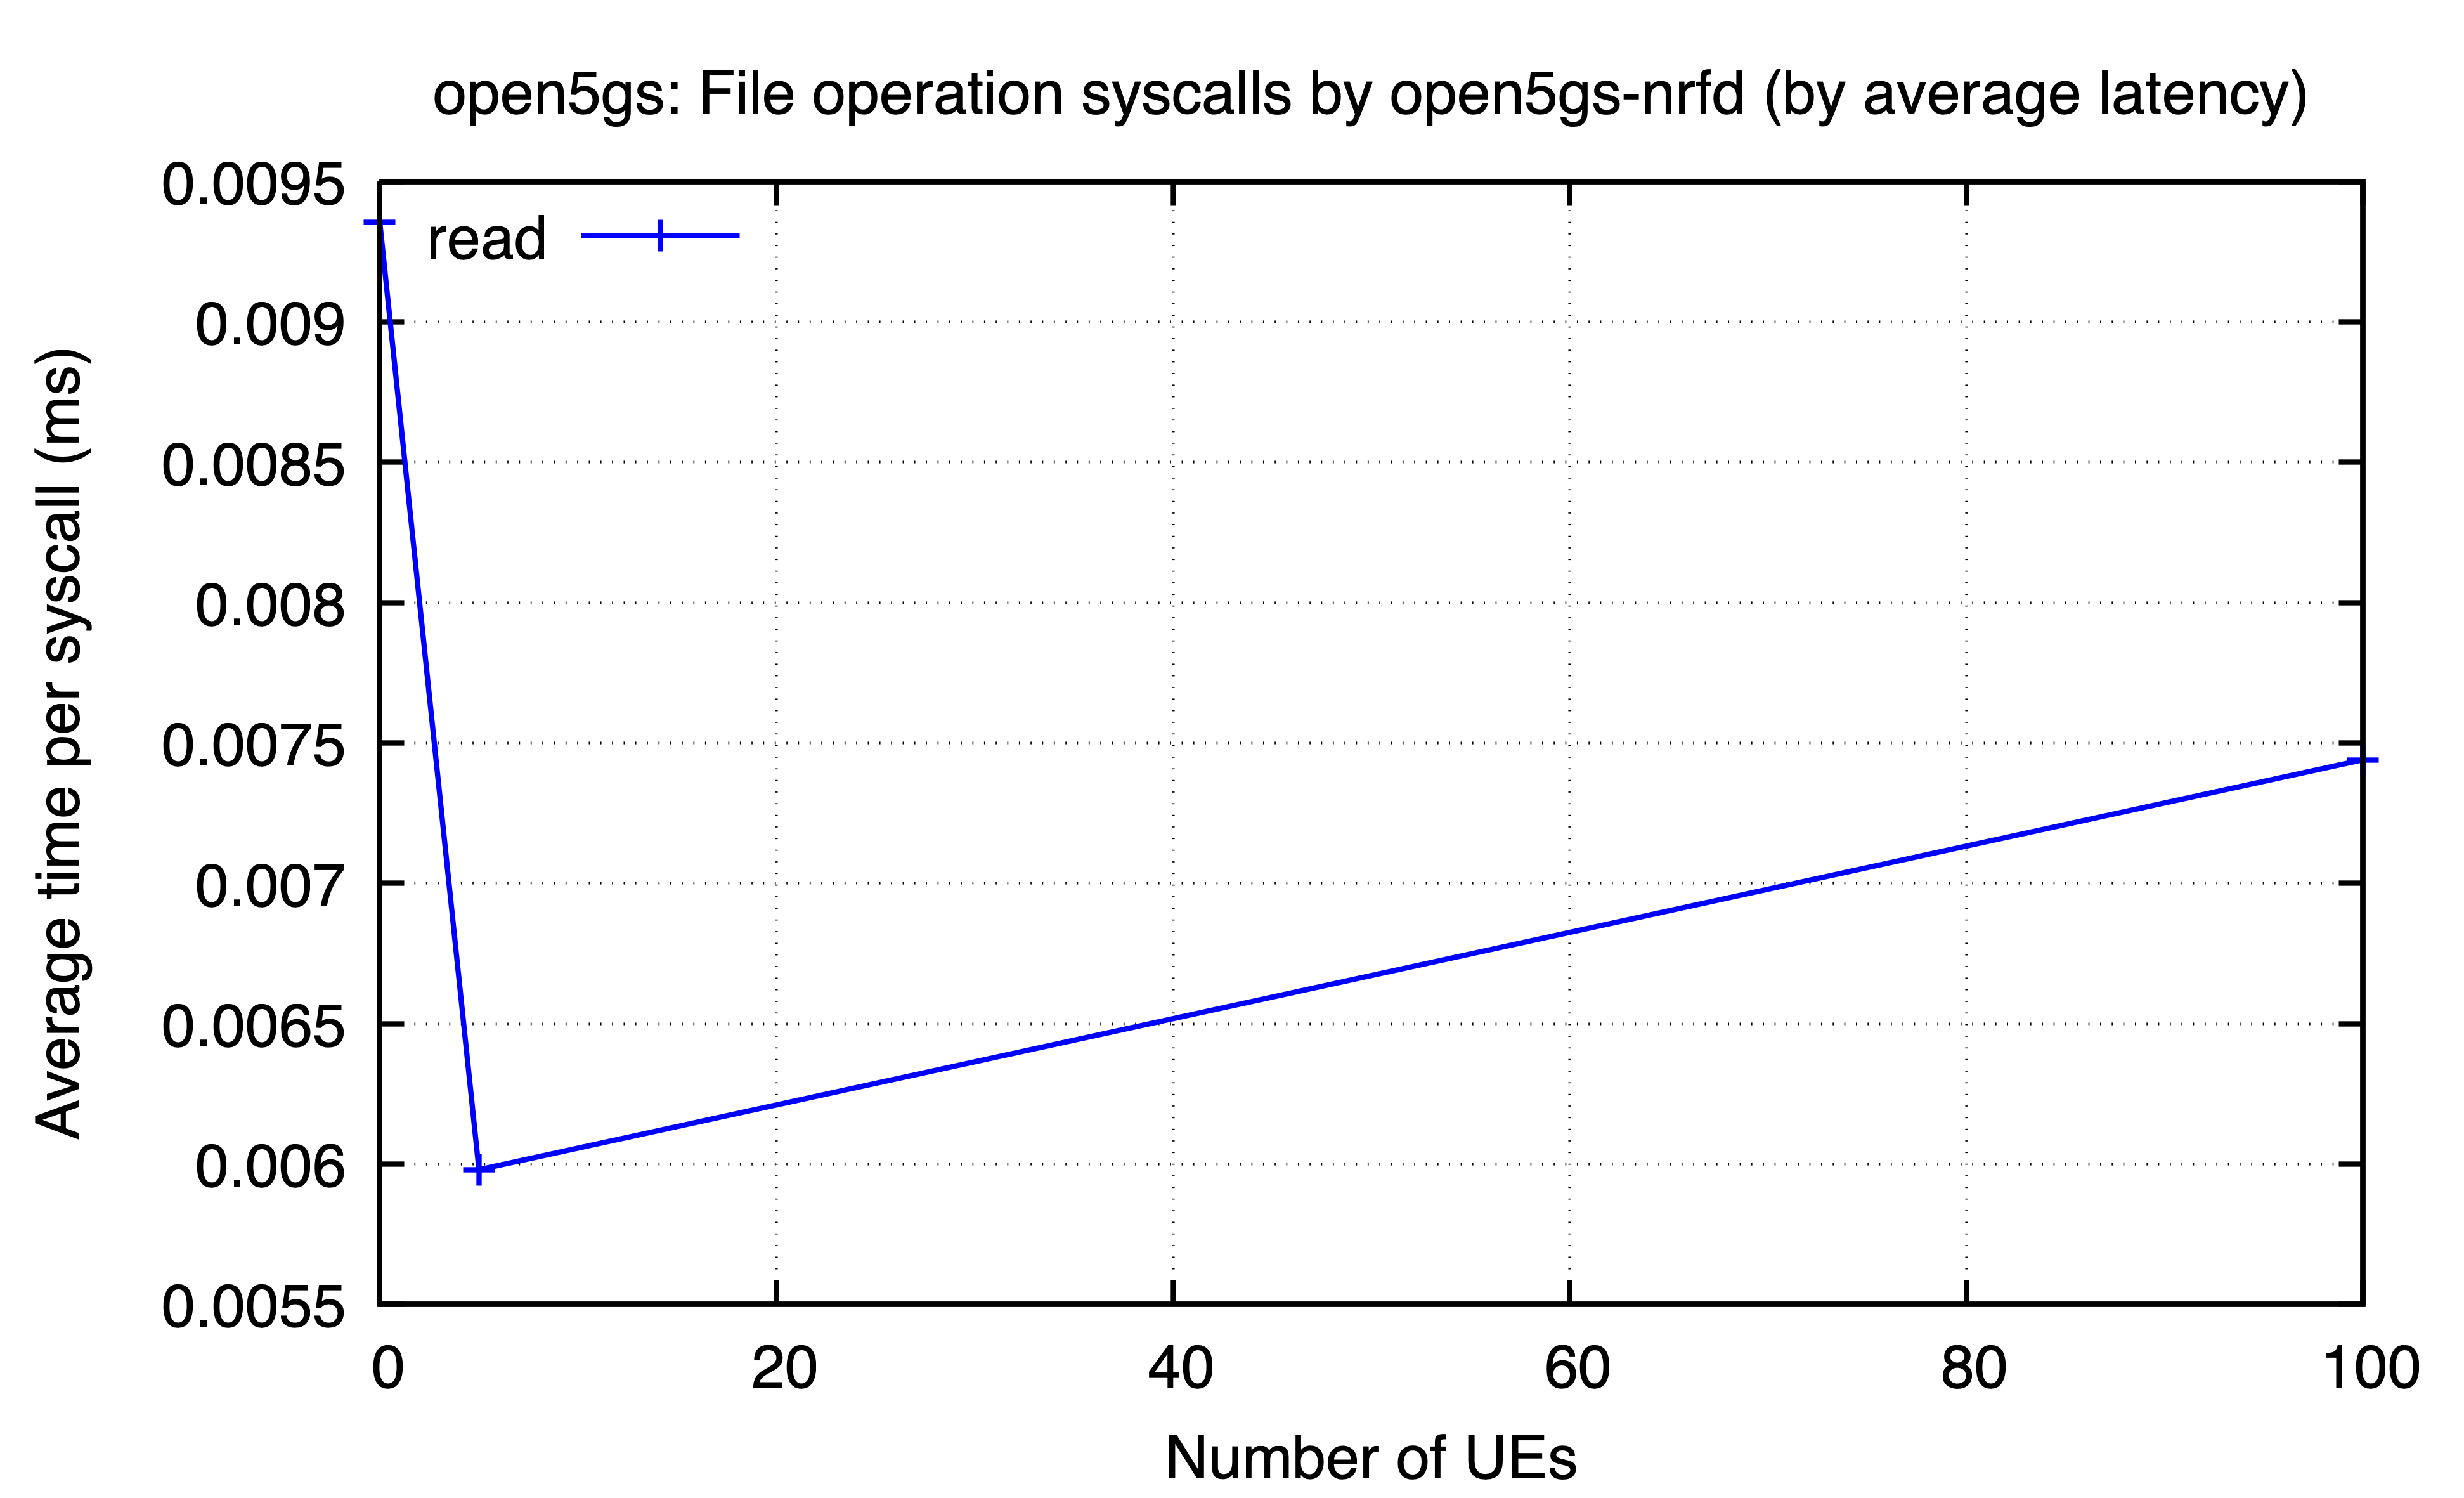 open5gs: File operation syscalls by open5gs-nrfd (by average latency)
0.0095
read
0.009
0.0085
0.008
0.0075
0.007
0.0065
0.006
0.0055
Average time per syscall (ms)
0 20 40 60 80 100
Number of UEs